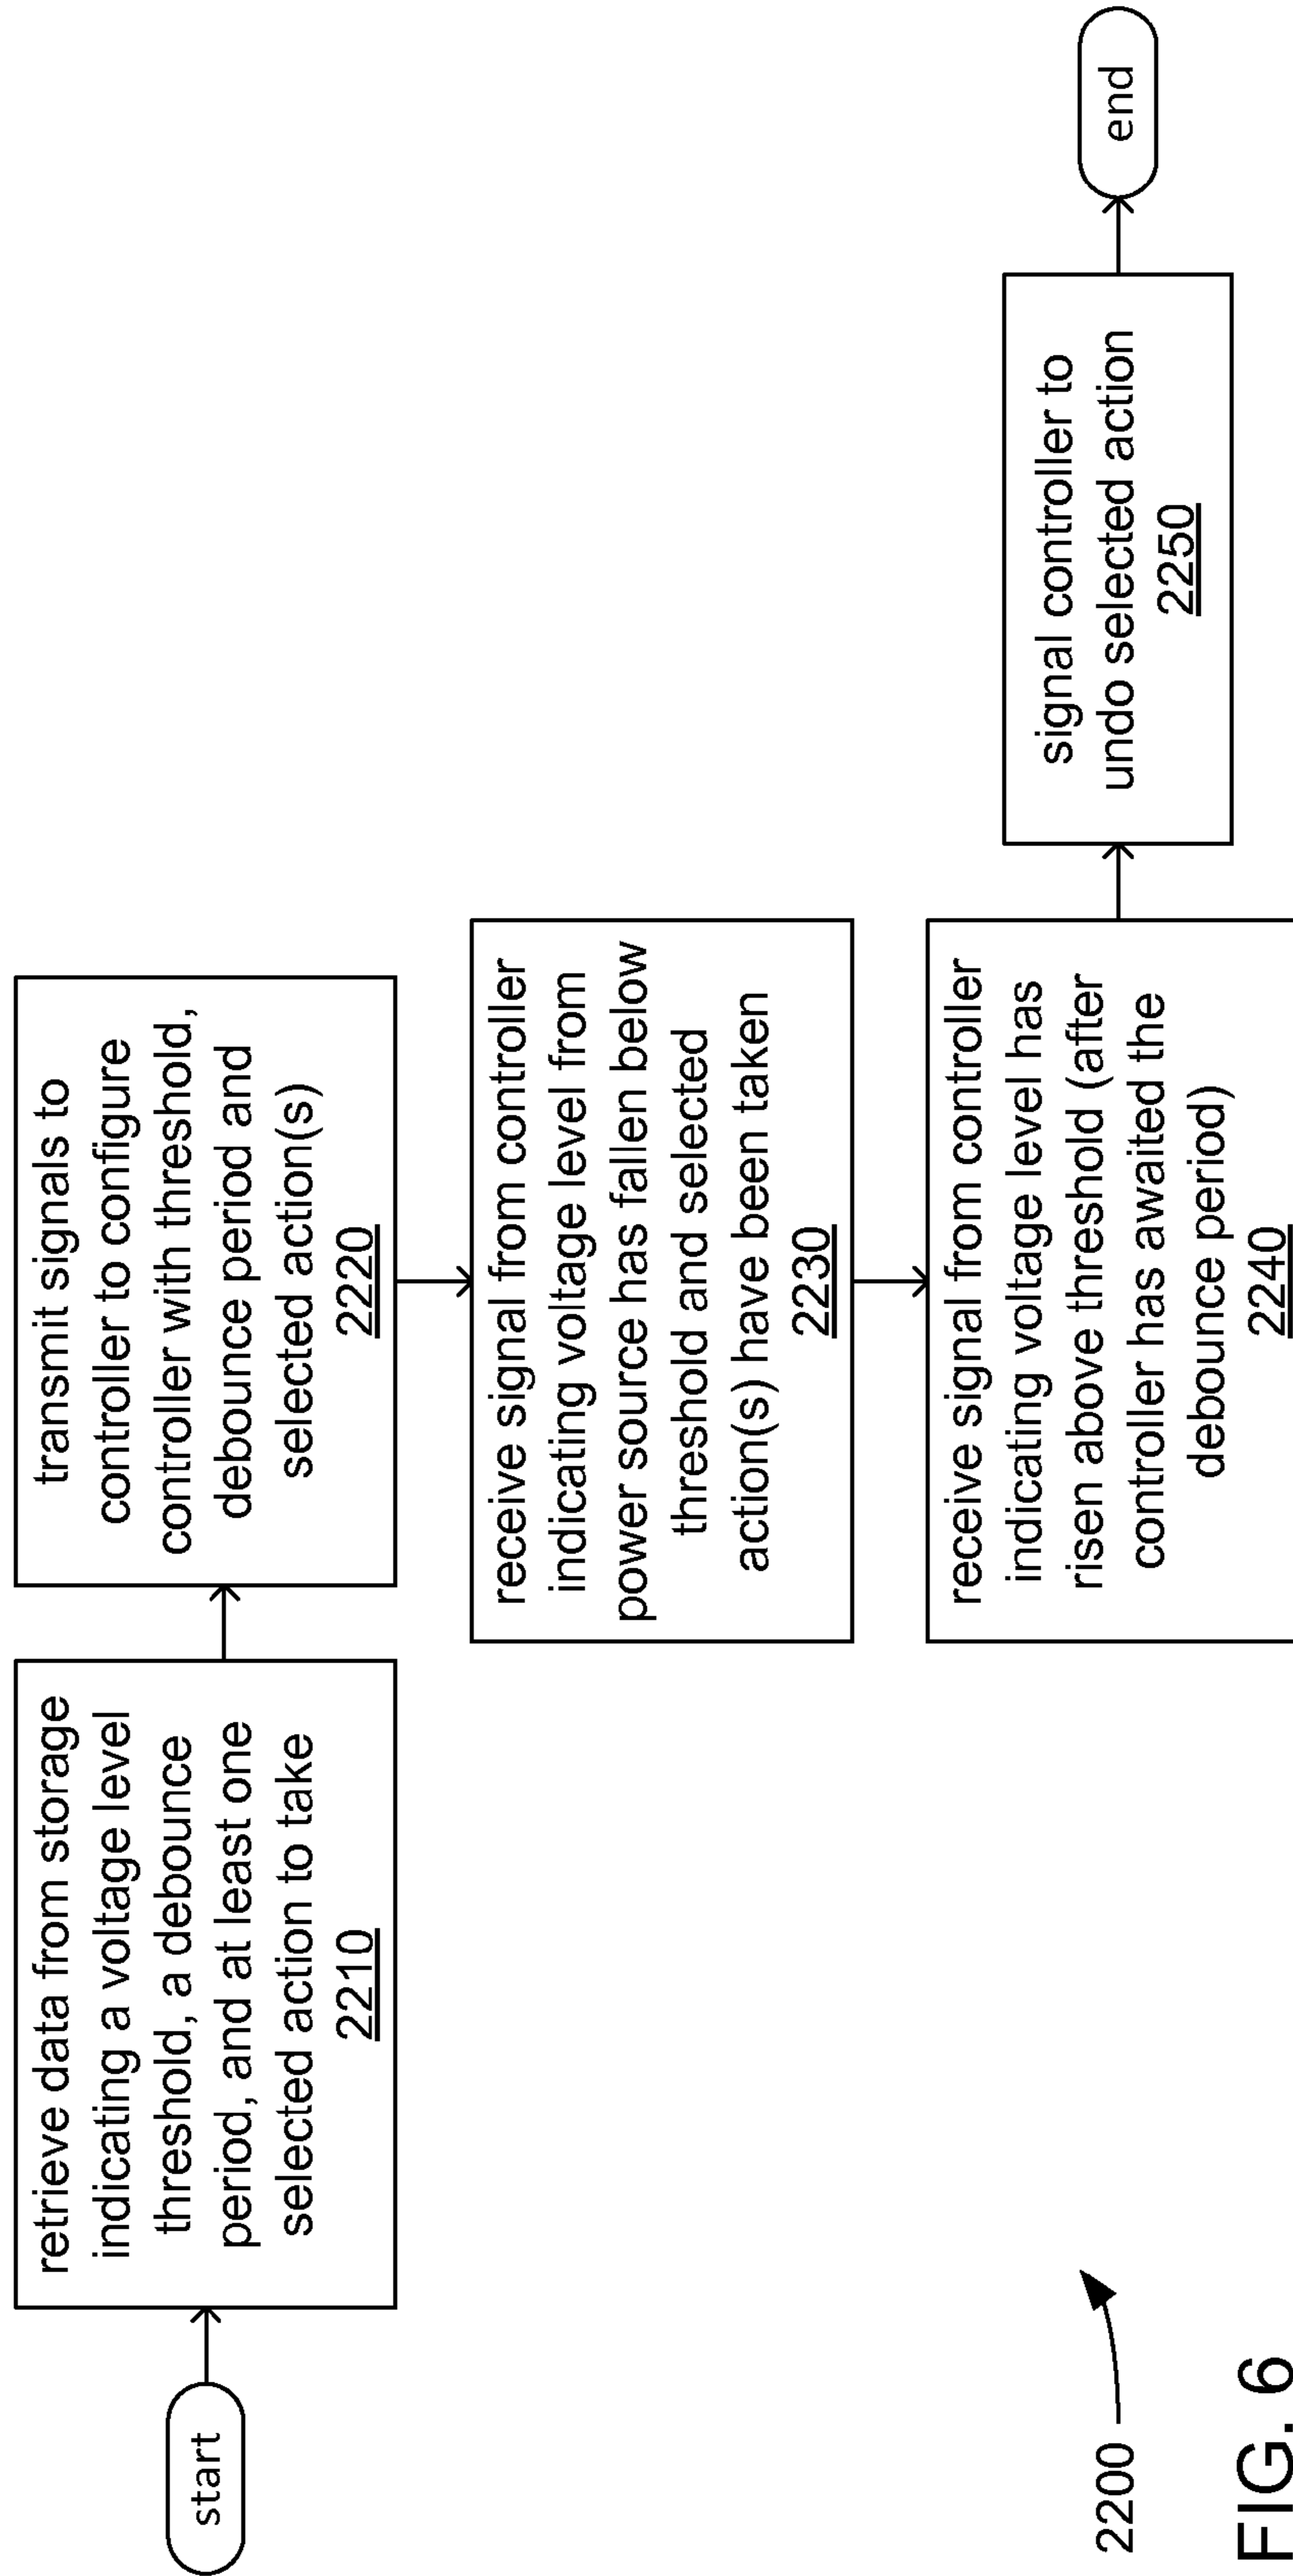 start
retrieve data from storage
indicating a voltage level
threshold, a debounce
period, and at least one
selected action to take
2210
transmit signals to
controller to configure
controller with threshold,
debounce period and
selected action(s)
2220
receive signal from controller
indicating voltage level from
power source has fallen below
threshold and selected
action(s) have been taken
2230
receive signal from controller
indicating voltage level has
risen above threshold (after
controller has awaited the
debounce period)
2240
signal controller to
undo selected action
2250
end
2200
FIG. 6